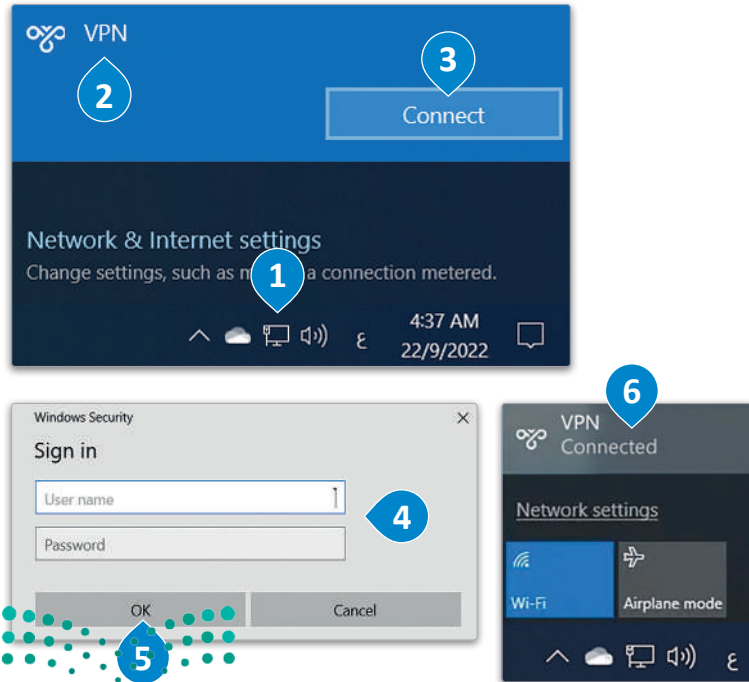 VPN
2
3
Connect
Network & Internet settings
Change settings, such as m 1 a connection metered.
ع
4:37 AM
22/9/2022
Windows Security
Sign in
User name
4
Password
OK
Cancel
5
6
VPN
Connected
Network settings
Wi-Fi
Airplane mode
ع